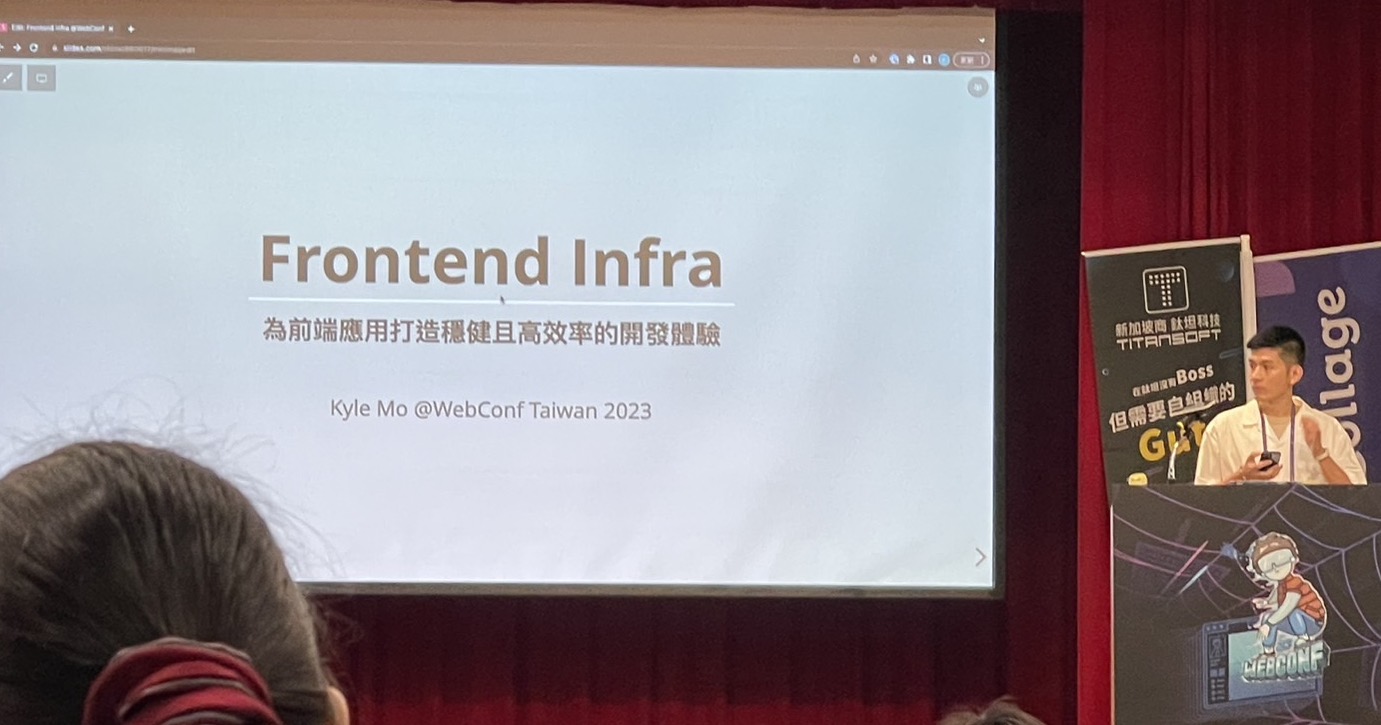 Edit: Frontend Infra @WebConf
slides.com
Frontend Infra
為前端應用打造穩健且高效率的開發體驗
Kyle Mo @WebConf Taiwan 2023
新加坡商 鈦坦科技
TITANSOFT
在鈦坦沒有Boss
但需要自組織的
ollage
WEBCONF